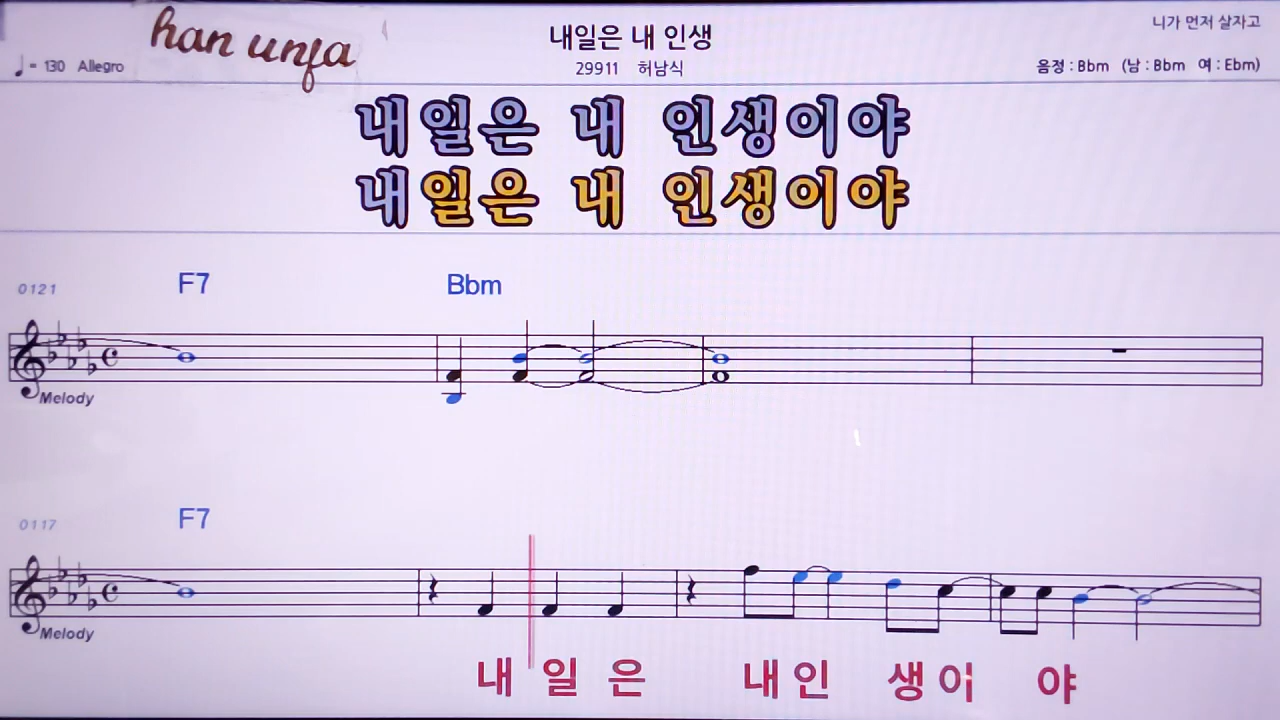 han unja
내일은 내 인생
니가 먼저 살자고
♩= 130 Allegro
29911 허남식
음정 : Bbm (남 : Bbm 여 : Ebm)
내일은 내 인생이야
내일은 내 인생이야
0121 F7 Bbm
Melody
0117 F7
Melody
내 일 은 내 인 생 이 야